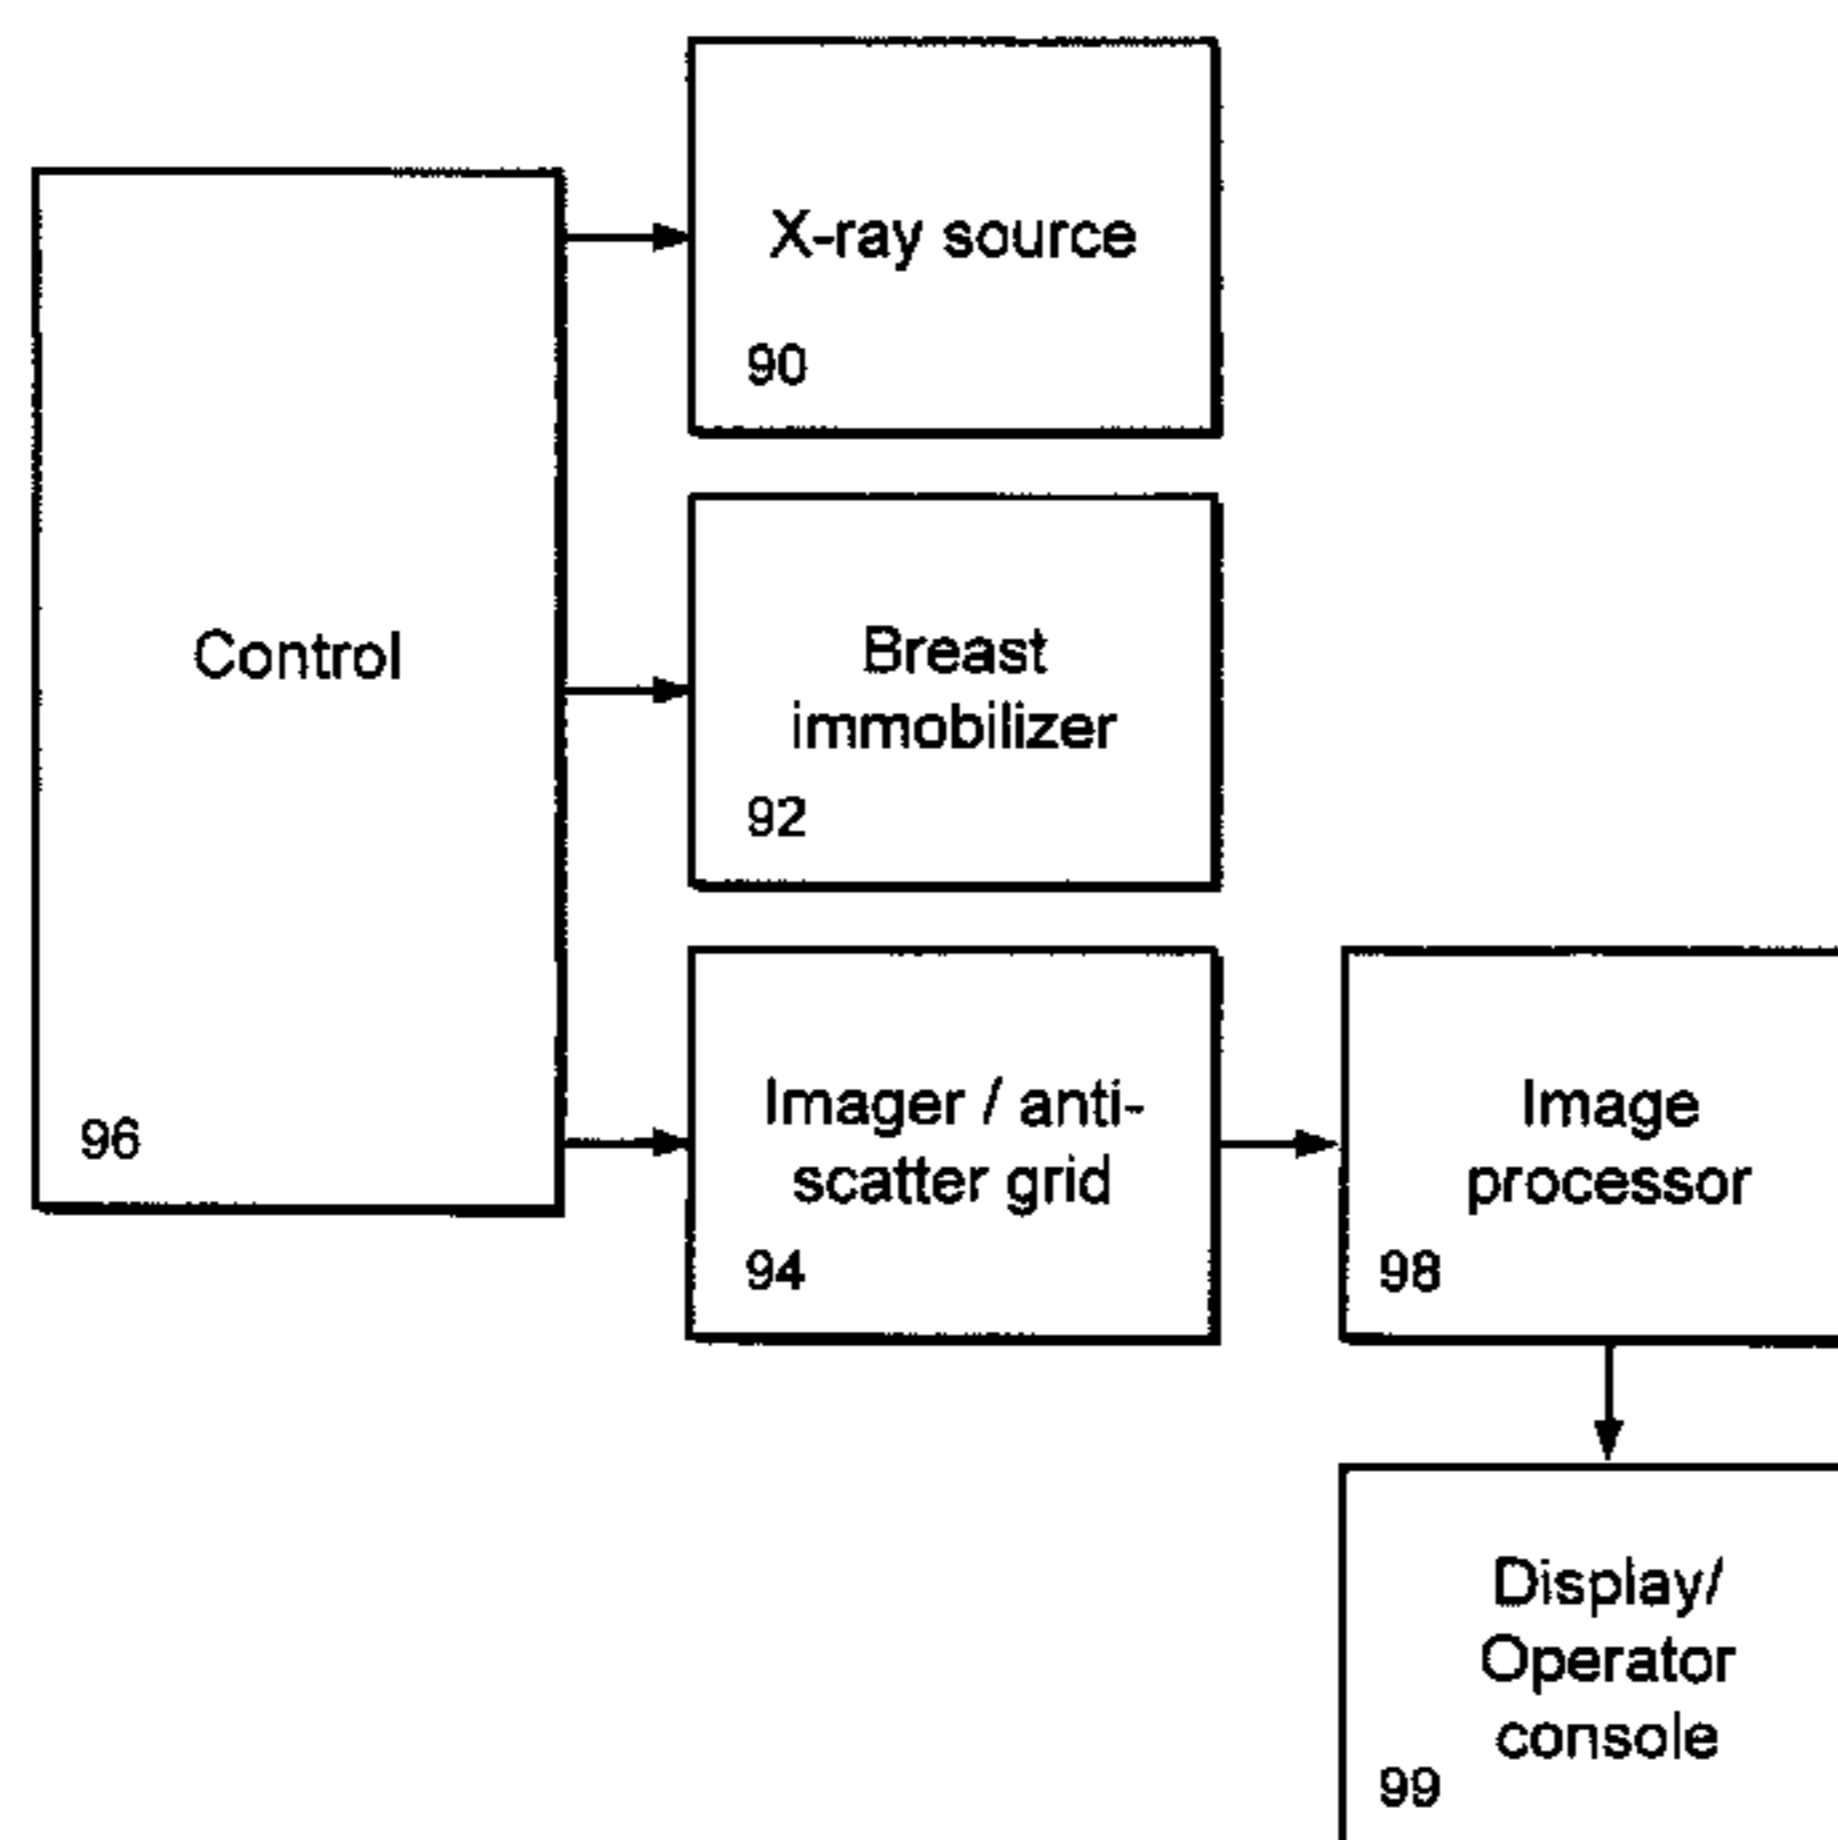 X-ray source
90
Control
96
Breast
immobilizer
92
Imager / anti-
scatter grid
94
Image
processor
98
Display/
Operator
console
99